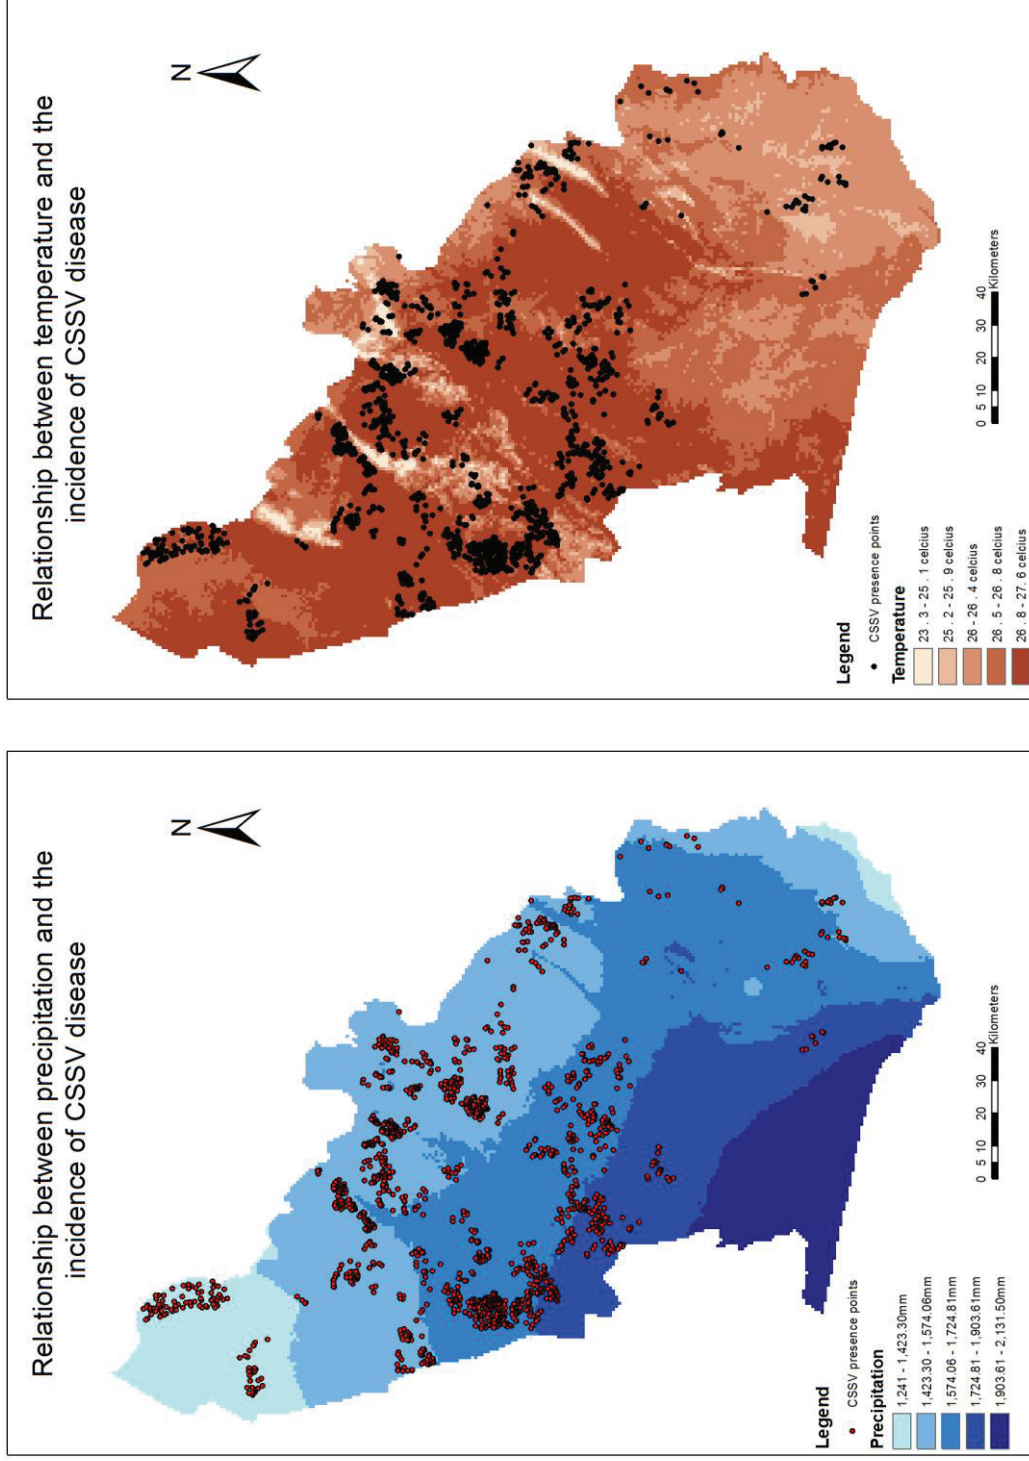 Relationship between precipitation and the
incidence of CSSV disease
N
Legend
CSSV presence points
Precipitation
1,241 - 1,423.30mm
1,423.30 - 1,574.06mm
1,574.06 - 1,724.81mm
1,724.81 - 1,903.61mm
1,903.61 - 2,131.50mm
0 5 10 20 30 40 Kilometers
Relationship between temperature and the
incidence of CSSV disease
N
Legend
CSSV presence points
Temperature
23 . 3 - 25 . 1 celcius
25 . 2 - 25 . 9 celcius
26 - 26 . 4 celcius
26 . 5 - 26 . 8 celcius
26 . 8 - 27. 6 celcius
0 5 10 20 30 40 Kilometers